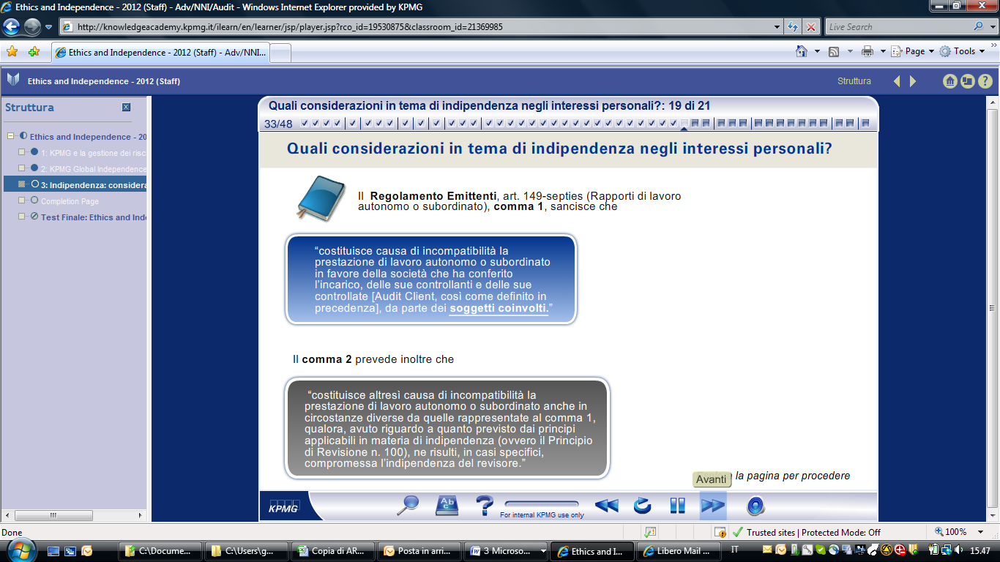 Ethics and Independence - 2012 (Staff) - Adv/NNI/Audit - Windows Internet Explorer provided by KPMG
http://knowledgeacademy.kpmg.it/ilearn/en/learner/jsp/player.jsp?rco_id=19530875&classroom_id=21369985
Live Search
Ethics and Independence - 2012 (Staff) - Adv/NNI...
Page
Tools
Ethics and Independence - 2012 (Staff)
Struttura
Struttura
Ethics and Independence - 20
1: KPMG e la gestione dei risc
2: KPMG Global Independence
3: Indipendenza: considera
Completion Page
Test Finale: Ethics and Ind
Quali considerazioni in tema di indipendenza negli interessi personali?: 19 di 21
33/48
Quali considerazioni in tema di indipendenza negli interessi personali?
Il Regolamento Emittenti, art. 149-septies (Rapporti di lavoro
autonomo o subordinato), comma 1, sancisce che
“costituisce causa di incompatibilità la
prestazione di lavoro autonomo o subordinato
in favore della società che ha conferito
l’incarico, delle sue controllanti e delle sue
controllate [Audit Client, così come definito in
precedenza], da parte dei soggetti coinvolti.”
Il comma 2 prevede inoltre che
“costituisce altresì causa di incompatibilità la
prestazione di lavoro autonomo o subordinato anche in
circostanze diverse da quelle rappresentate al comma 1,
qualora, avuto riguardo a quanto previsto dai principi
applicabili in materia di indipendenza (ovvero il Principio
di Revisione n. 100), ne risulti, in casi specifici,
compromessa l’indipendenza del revisore.”
la pagina per procedere
Avanti
KPMG
Ab
c
For internal KPMG use only
Done
Trusted sites | Protected Mode: Off
100%
C:\Docume...
C:\Users\g...
Copia di AR...
Posta in arri...
3 Microso...
Ethics and I...
Libero Mail ...
IT
15.47